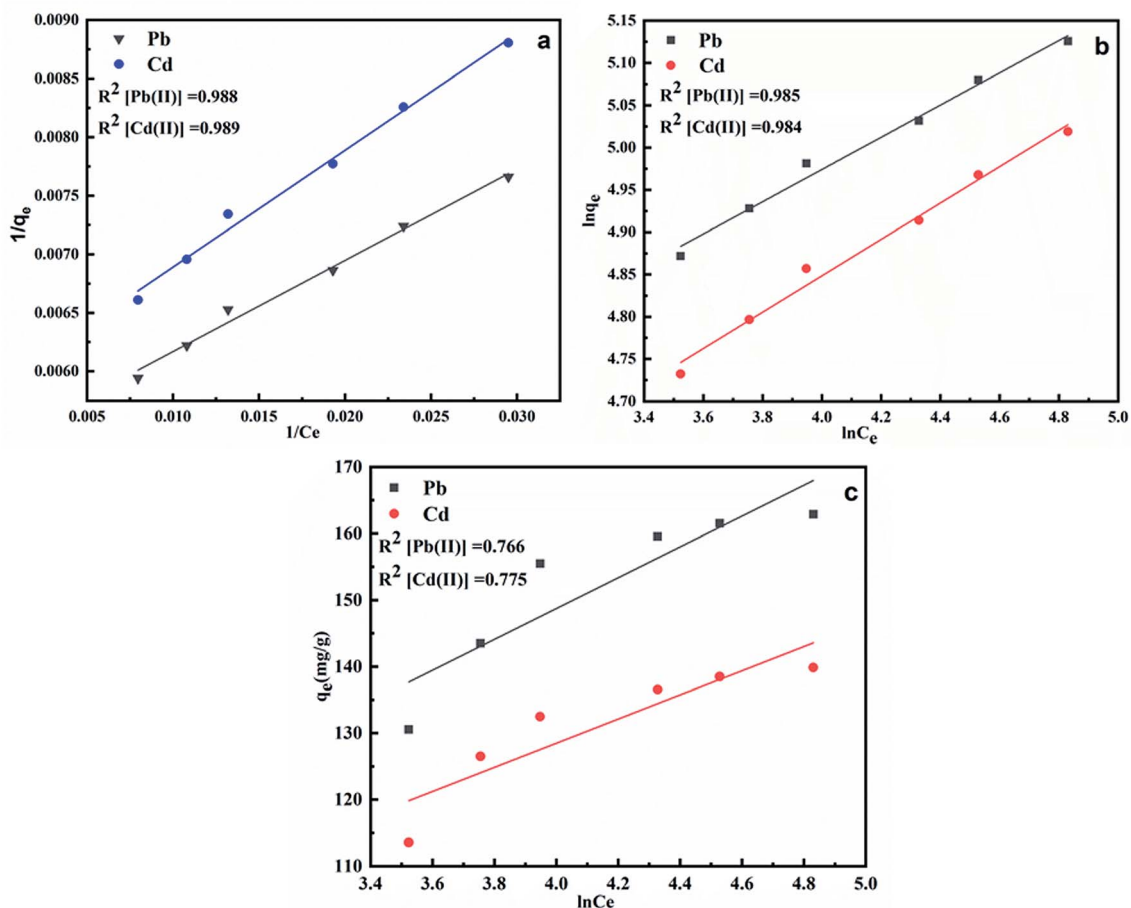 a
Pb
Cd
R² [Pb(II)] =0.988
R² [Cd(II)] =0.989
1/qe
0.0090
0.0085
0.0080
0.0075
0.0070
0.0065
0.0060
0.005 0.010 0.015 0.020 0.025 0.030
1/Ce
b
Pb
Cd
R² [Pb(II)] =0.985
R² [Cd(II)] =0.984
lnqe
5.15
5.10
5.05
5.00
4.95
4.90
4.85
4.80
4.75
4.70
3.4 3.6 3.8 4.0 4.2 4.4 4.6 4.8 5.0
lnCe
c
Pb
Cd
R² [Pb(II)] =0.766
R² [Cd(II)] =0.775
qe(mg/g)
170
160
150
140
130
120
110
3.4 3.6 3.8 4.0 4.2 4.4 4.6 4.8 5.0
lnCe